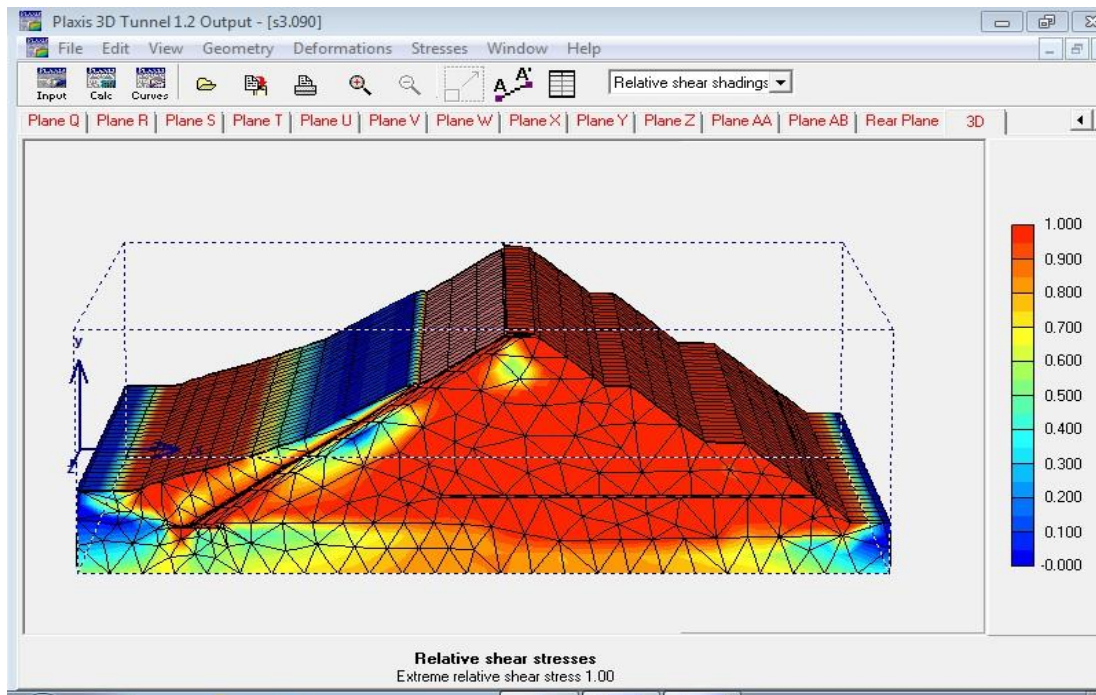 Plaxis 3D Tunnel 1.2 Output - [s3.090]
File Edit View Geometry Deformations Stresses Window Help
Input Calc Curves A A' Relative shear shadings
Plane Q Plane R Plane S Plane T Plane U Plane V Plane W Plane X Plane Y Plane Z Plane AA Plane AB Rear Plane 3D
1.000
0.900
0.800
0.700
0.600
0.500
0.400
0.300
0.200
0.100
-0.000
y
z
Relative shear stresses
Extreme relative shear stress 1.00